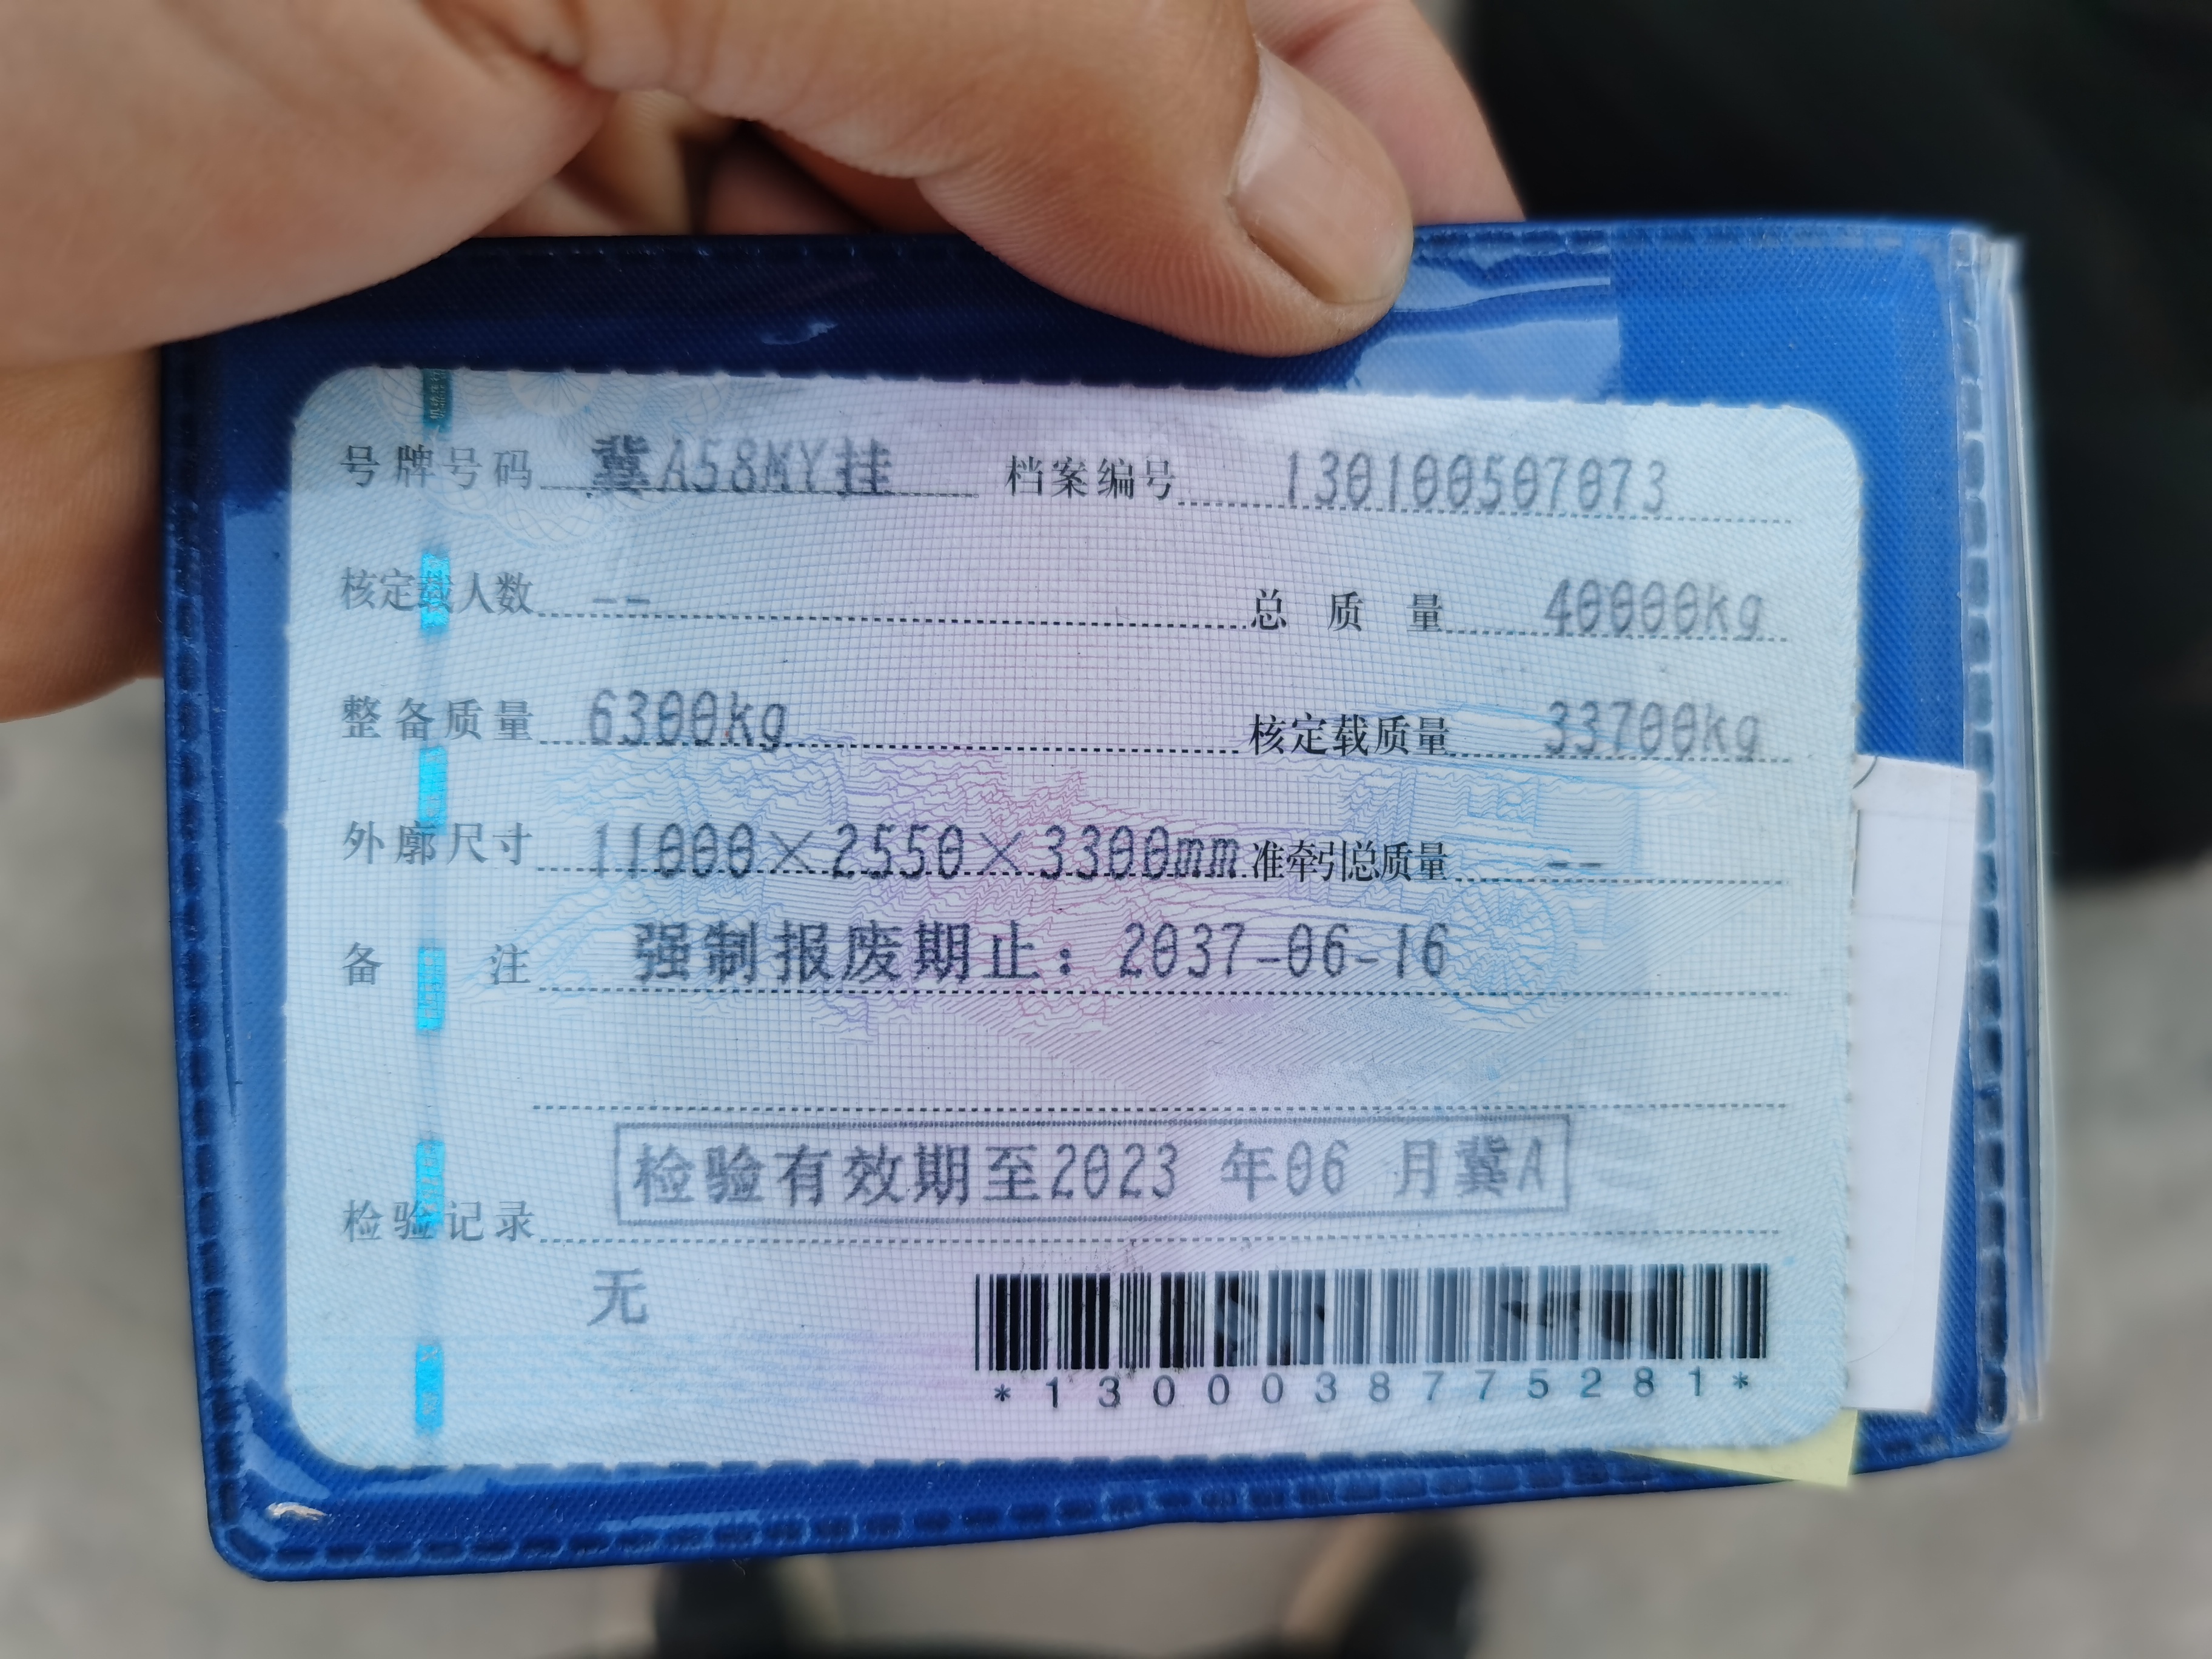 号牌号码 冀A58MY挂 档案编号 130100507073
核定载人数 -- 总质量 40000kg
整备质量 6300kg 核定载质量 33700kg
外廓尺寸 11000×2550×3300mm 准牵引总质量 --
备注 强制报废期止：2037-06-16
检验有效期至2023 年06 月冀A
检验记录
无
*1300038775281*